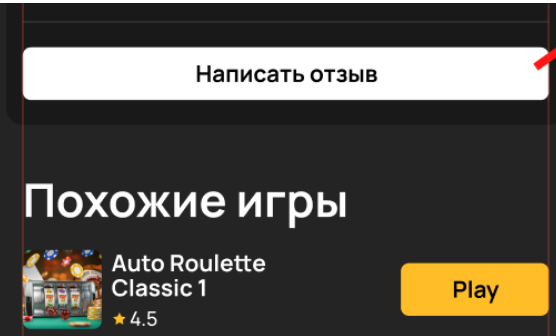 Написать отзыв
Похожие игры
Auto Roulette
Classic 1
Play
4.5